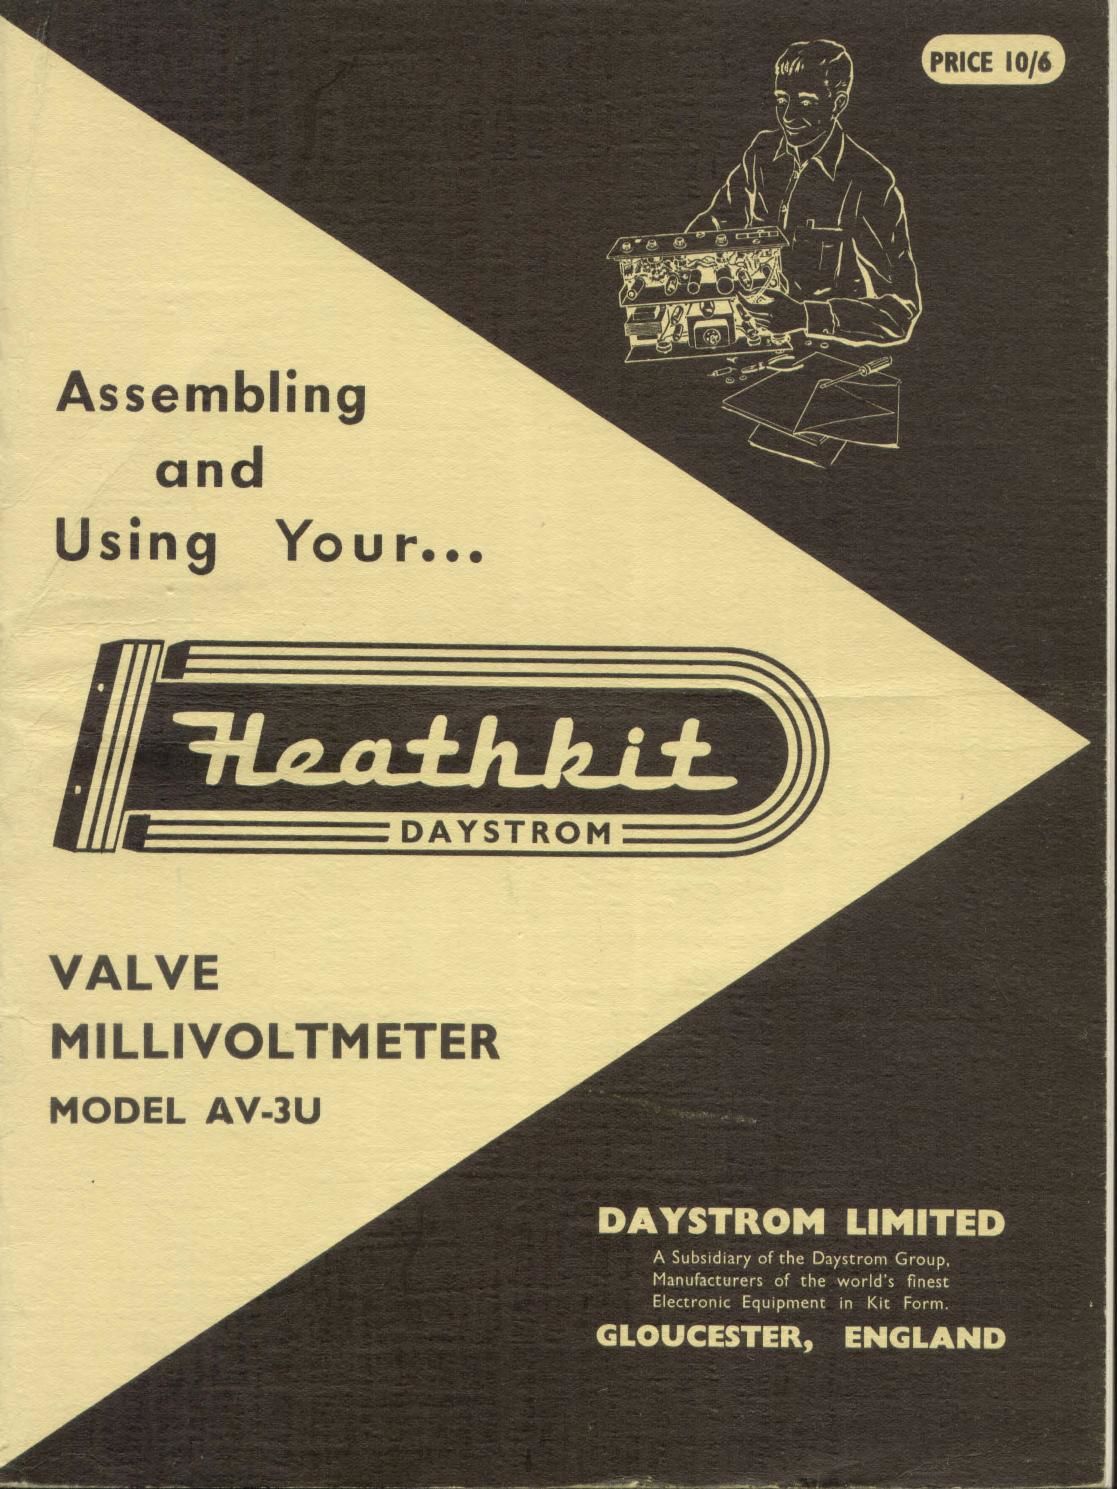 PRICE 10/6
Assembling
and
Using Your...
Heathkit
DAYSTROM
VALVE
MILLIVOLTMETER
MODEL AV-3U
DAYSTROM LIMITED
A Subsidiary of the Daystrom Group,
Manufacturers of the world's finest
Electronic Equipment in Kit Form.
GLOUCESTER, ENGLAND